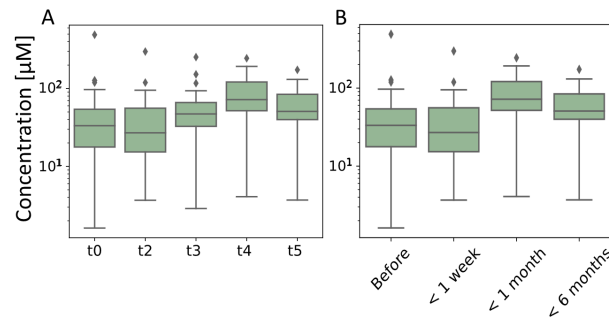 A
B
Concentration [µM]
10²
10¹
t0 t2 t3 t4 t5
10²
10¹
Before < 1 week < 1 month < 6 months